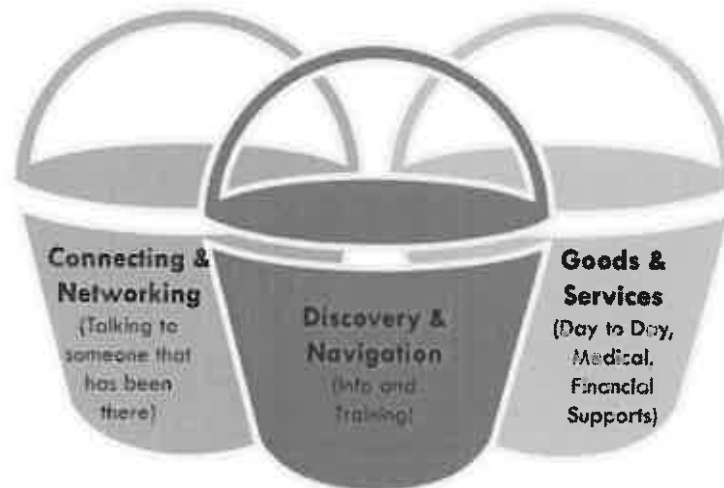 Connecting &
Networking
(Talking to
someone that
has been
there)
Discovery &
Navigation
(Info and
Training)
Goods &
Services
(Day to Day,
Medical,
Financial
Supports)